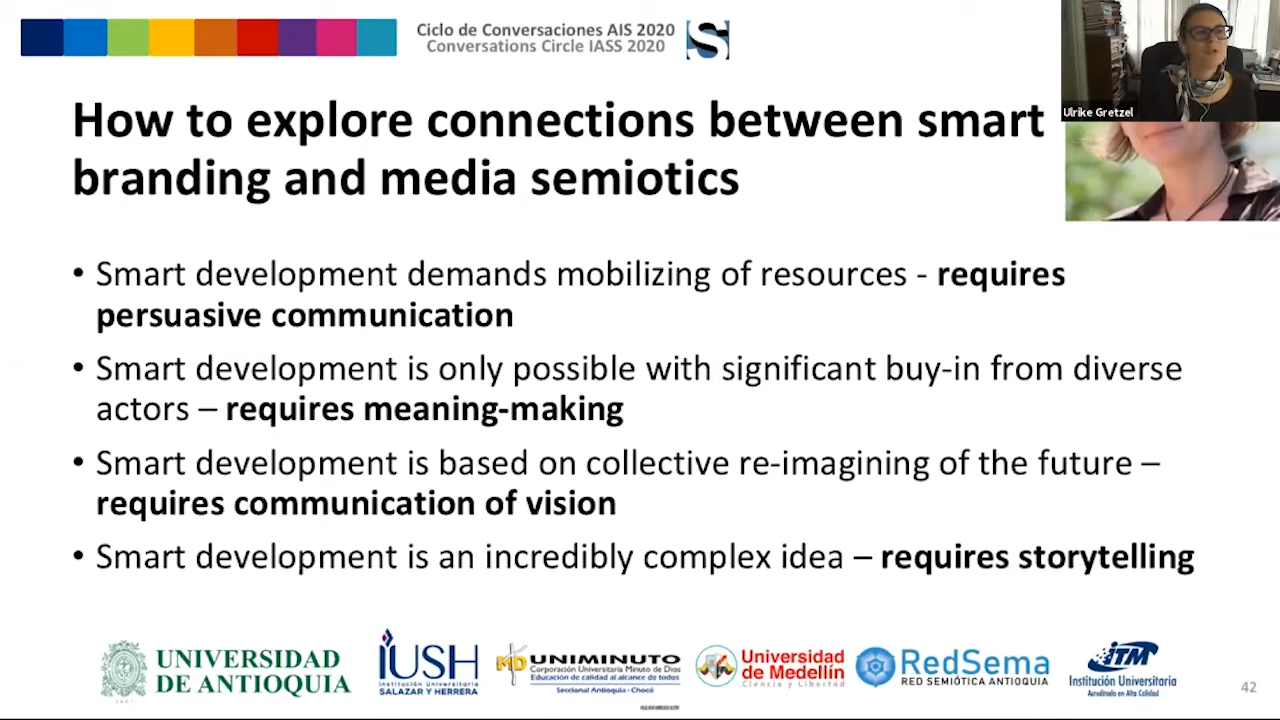 Ciclo de Conversaciones AIS 2020
Conversations Circle IASS 2020
Ulrike Gretzel
How to explore connections between smart
branding and media semiotics
• Smart development demands mobilizing of resources - requires
persuasive communication
• Smart development is only possible with significant buy-in from diverse
actors – requires meaning-making
• Smart development is based on collective re-imagining of the future –
requires communication of vision
• Smart development is an incredibly complex idea – requires storytelling
UNIVERSIDAD
DE ANTIOQUIA
IUSH
Institución Universitaria
SALAZAR Y HERRERA
MD UNIMINUTO
Corporación Universitaria Minuto de Dios
Educación de calidad al alcance de todos
Seccional Antioquia - Chocó
Universidad
de Medellín
Ciencia y Libertad
RedSema
RED SEMIÓTICA ANTIOQUIA
ITM
Institución Universitaria
Acreditada en Alta Calidad
42